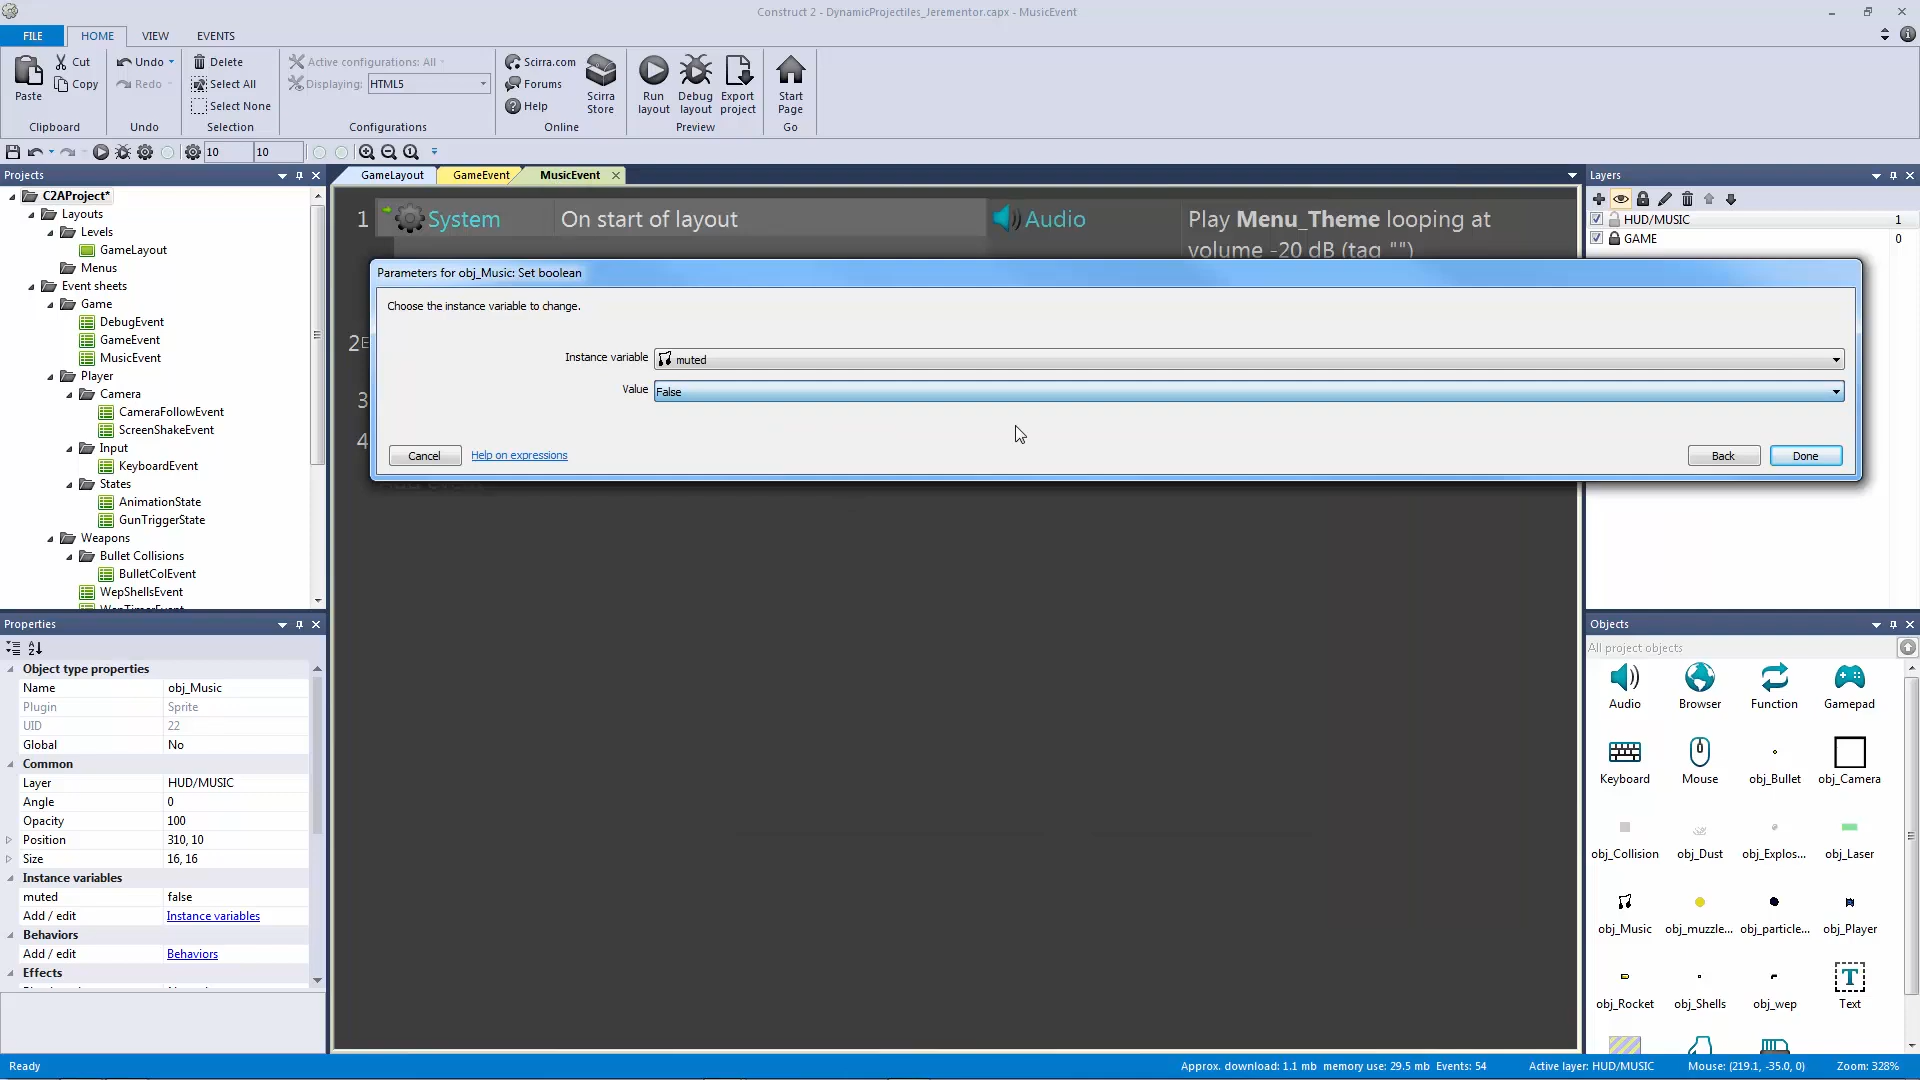 Construct 2 - DynamicProjectiles_Jerementor.capx - MusicEvent
FILE HOME VIEW EVENTS
Paste Cut Copy Clipboard
Undo Redo Undo
Delete Select All Select None Selection
Active configurations: All
Displaying: HTML5
Configurations
Scirra.com Forums Help Scirra Store Online
Run layout Debug layout Export project Preview
Start Page Go
10 10
Projects
C2AProject*
Layouts
Levels
GameLayout
Menus
Event sheets
Game
DebugEvent
GameEvent
MusicEvent
Player
Camera
CameraFollowEvent
ScreenShakeEvent
Input
KeyboardEvent
States
AnimationState
GunTriggerState
Weapons
Bullet Collisions
BulletColEvent
WepShellsEvent
WepTimerEvent
Properties
Object type properties
Name obj_Music
Plugin Sprite
UID 22
Global No
Common
Layer HUD/MUSIC
Angle 0
Opacity 100
Position 310, 10
Size 16, 16
Instance variables
muted false
Add / edit Instance variables
Behaviors
Add / edit Behaviors
Effects
GameLayout GameEvent MusicEvent
1 System On start of layout Audio Play Menu_Theme looping at
volume -20 dB (tag "")
2
3
4
Parameters for obj_Music: Set boolean
Choose the instance variable to change.
Instance variable muted
Value False
Cancel Help on expressions Back Done
Layers
HUD/MUSIC 1
GAME 0
Objects
All project objects
Audio Browser Function Gamepad
Keyboard Mouse obj_Bullet obj_Camera
obj_Collision obj_Dust obj_Explos... obj_Laser
obj_Music obj_muzzle... obj_particle... obj_Player
obj_Rocket obj_Shells obj_wep Text
Ready Approx. download: 1.1 mb memory use: 29.5 mb Events: 54 Active layer: HUD/MUSIC Mouse: (219.1, -35.0, 0) Zoom: 328%